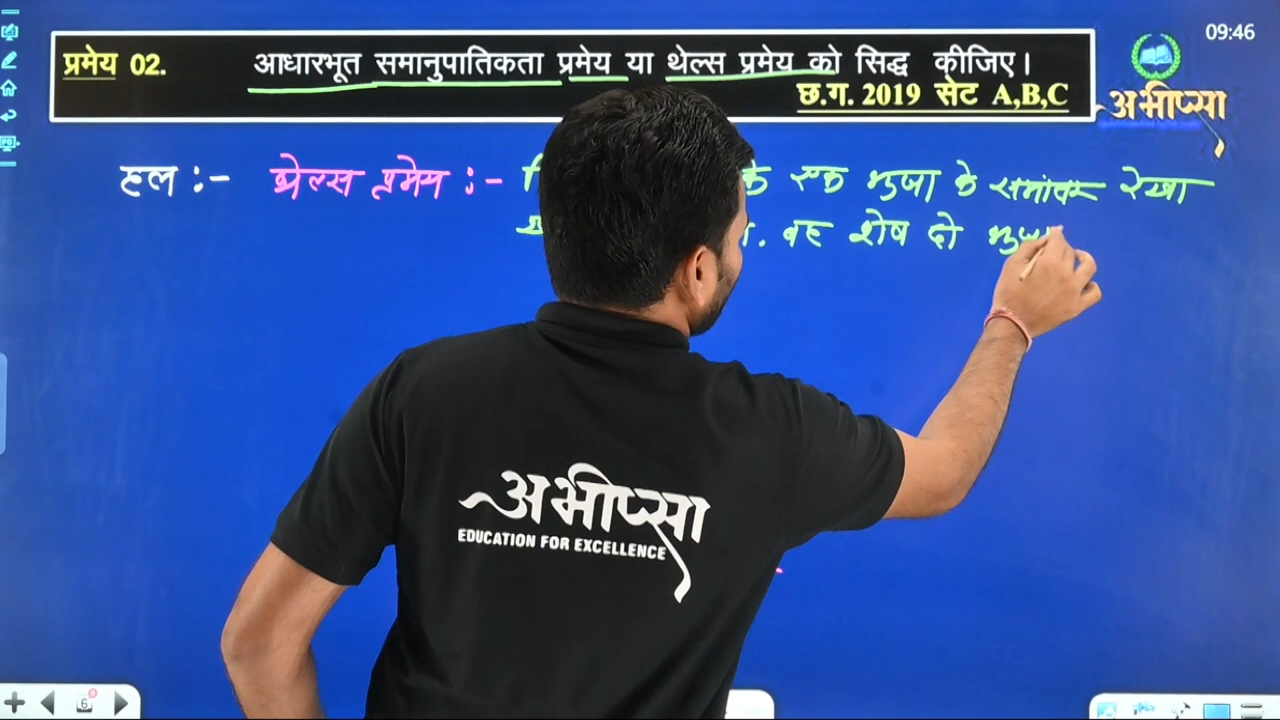 09:46
प्रमेय 02. आधारभूत समानुपातिकता प्रमेय या थेल्स प्रमेय को सिद्ध कीजिए।
छ.ग. 2019 सेट A,B,C
अभीप्सा
हल :- थेल्स प्रमेय :- के एक भुजा के समांतर रेखा
वह शेष दो
अभीप्सा
EDUCATION FOR EXCELLENCE
6